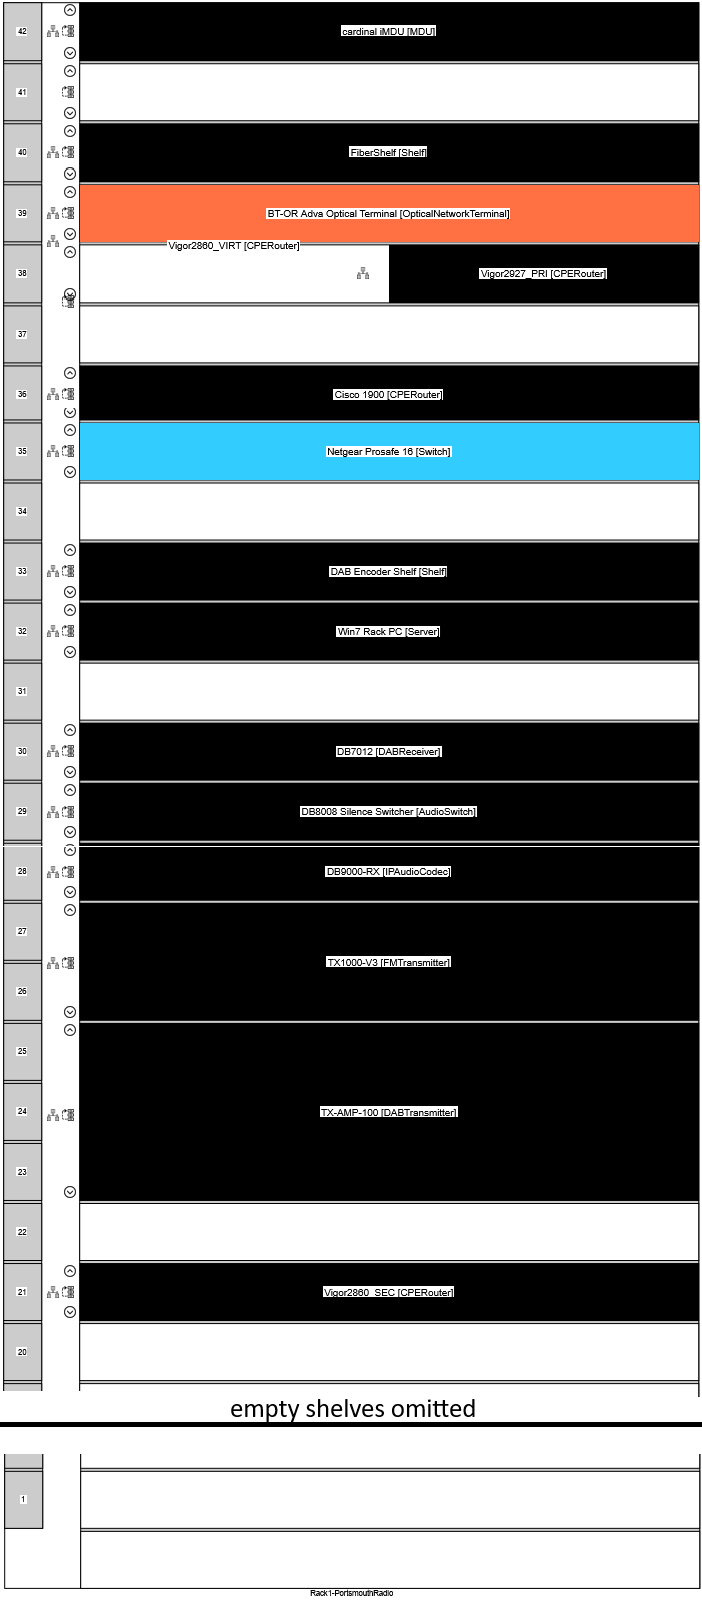 42
cardinal iMDU [MDU]
41
40
FiberShelf [Shelf]
39
BT-OR Adva Optical Terminal [OpticalNetworkTerminal]
Vigor2860_VIRT [CPERouter]
38
Vigor2927_PRI [CPERouter]
37
36
Cisco 1900 [CPERouter]
35
Netgear Prosafe 16 [Switch]
34
33
DAB Encoder Shelf [Shelf]
32
Win7 Rack PC [Server]
31
30
DB7012 [DABReceiver]
29
DB8008 Silence Switcher [AudioSwitch]
28
DB9000-RX [IPAudioCodec]
27
TX1000-V3 [FMTransmitter]
26
25
24
TX-AMP-100 [DABTransmitter]
23
22
21
Vigor2860_SEC [CPERouter]
20
empty shelves omitted
1
Rack1-PortsmouthRadio